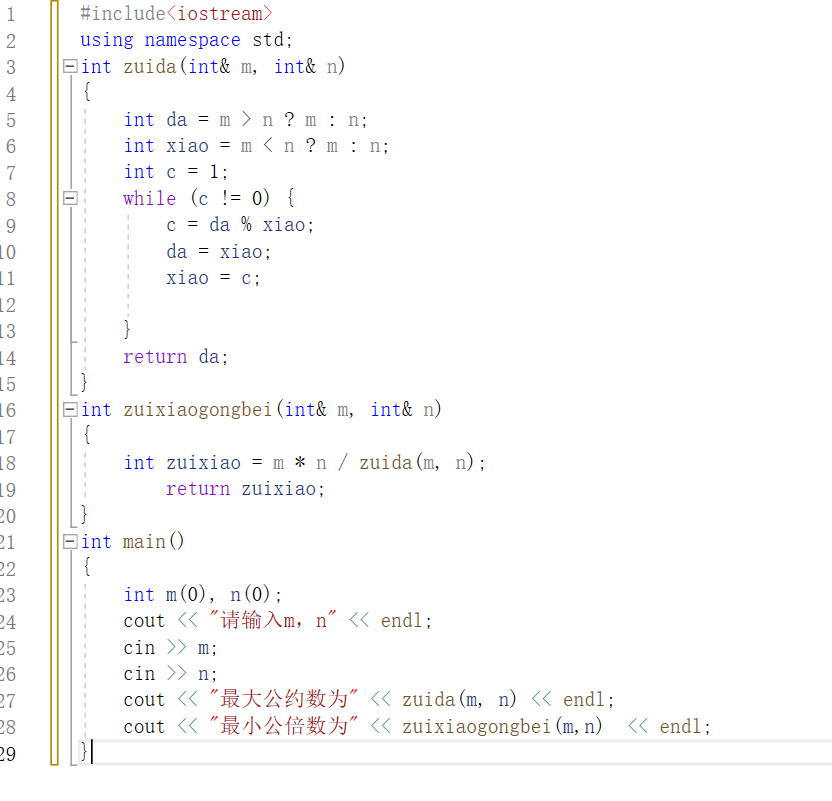 1 #include<iostream>
2 using namespace std;
3 int zuida(int& m, int& n)
4 {
5 int da = m > n ? m : n;
6 int xiao = m < n ? m : n;
7 int c = 1;
8 while (c != 0) {
9 c = da % xiao;
10 da = xiao;
11 xiao = c;
12
13 }
14 return da;
15 }
16 int zuixiaogongbei(int& m, int& n)
17 {
18 int zuixiao = m * n / zuida(m, n);
19 return zuixiao;
20 }
21 int main()
22 {
23 int m(0), n(0);
24 cout << "请输入m，n" << endl;
25 cin >> m;
26 cin >> n;
27 cout << "最大公约数为" << zuida(m, n) << endl;
28 cout << "最小公倍数为" << zuixiaogongbei(m,n) << endl;
29 }